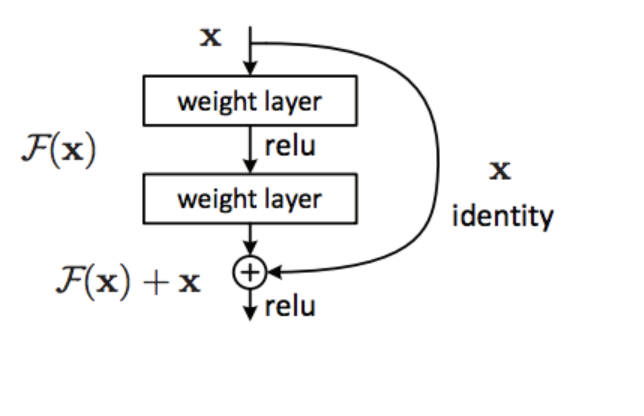 x
weight layer
relu
F(x)
weight layer
x
identity
F(x) + x
relu